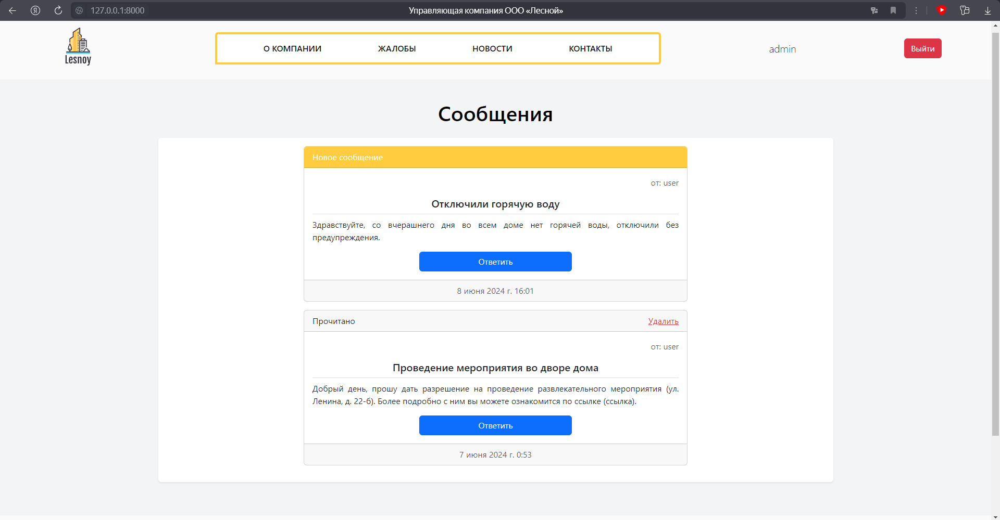 127.0.0.1:8000
Управляющая компания ООО «Лесной»
Lesnoy
О КОМПАНИИ
ЖАЛОБЫ
НОВОСТИ
КОНТАКТЫ
admin
Выйти
Сообщения
Новое сообщение
от: user
Отключили горячую воду
Здравствуйте, со вчерашнего дня во всем доме нет горячей воды, отключили без
предупреждения.
Ответить
8 июня 2024 г. 16:01
Прочитано
Удалить
от: user
Проведение мероприятия во дворе дома
Добрый день, прошу дать разрешение на проведение развлекательного мероприятия (ул.
Ленина, д. 22-б). Более подробно с ним вы можете ознакомится по ссылке (ссылка).
Ответить
7 июня 2024 г. 0:53